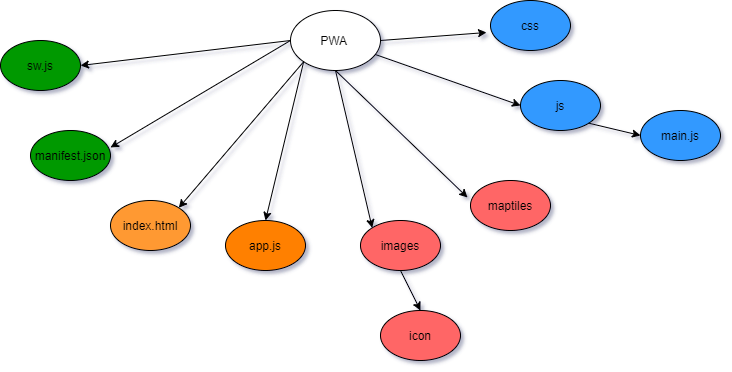 PWA
css
sw.js
js
main.js
manifest.json
maptiles
index.html
app.js
images
icon